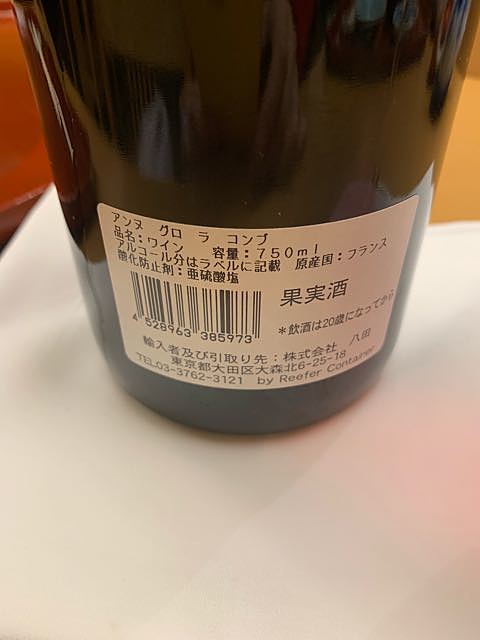 アンヌ グロ ラ コンブ
品名：ワイン 容量：750ml
アルコール分はラベルに記載 原産国：フランス
酸化防止剤：亜硫酸塩
果実酒
4 528963 385973
＊飲酒は20歳になってから
輸入者及び引取り先：株式会社 八田
東京都大田区大森北6-25-18
TEL03-3762-3121 by Reefer Container